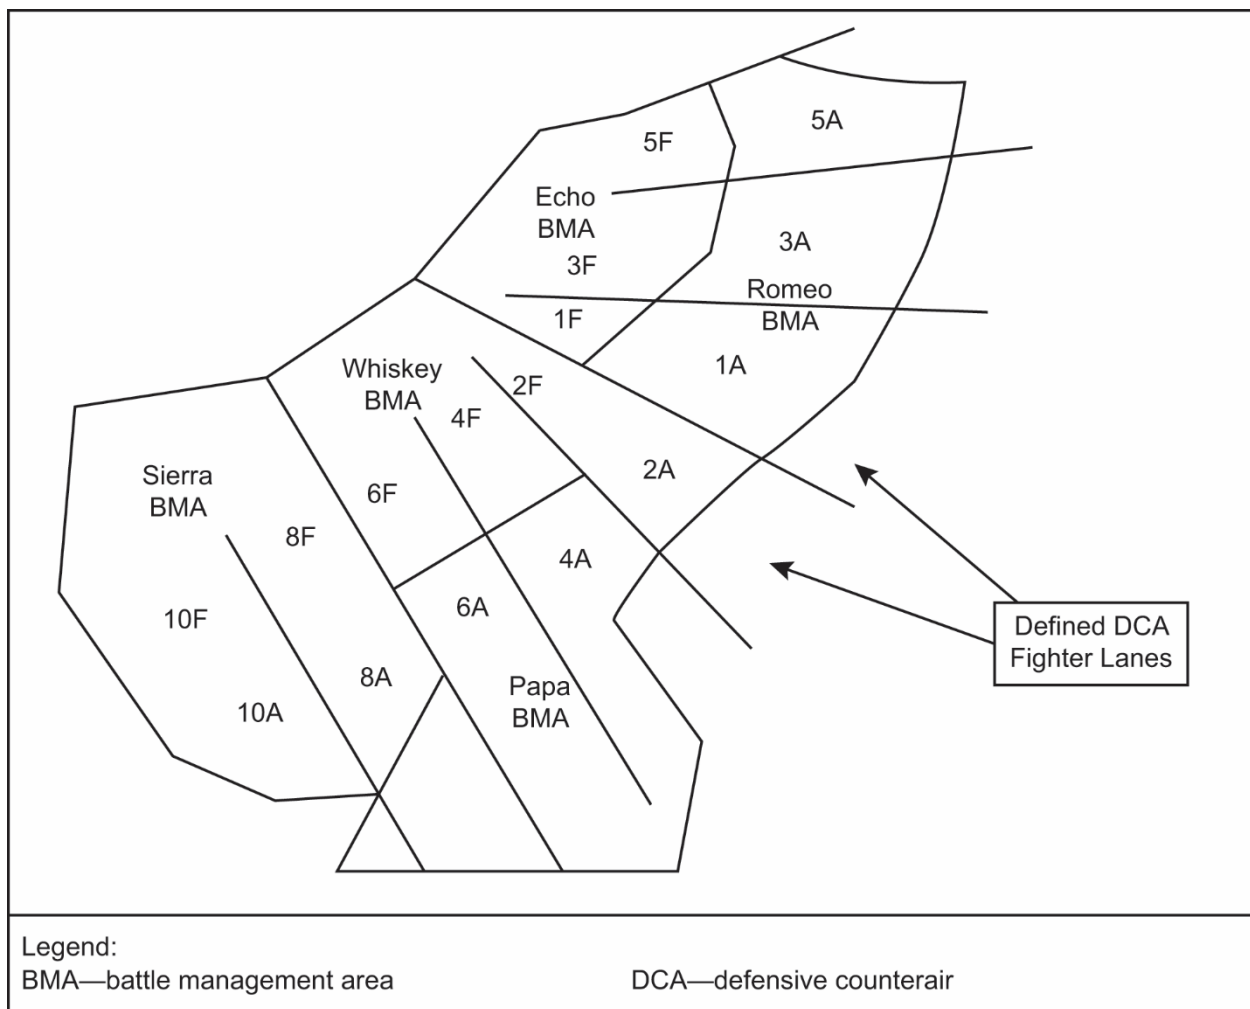 5A
5F
Echo
BMA
3A
3F
Romeo
BMA
1F
1A
Whiskey
BMA
2F
4F
2A
Sierra
BMA
6F
8F
4A
6A
10F
Defined DCA
Fighter Lanes
8A
Papa
BMA
10A
Legend:
BMA—battle management area
DCA—defensive counterair